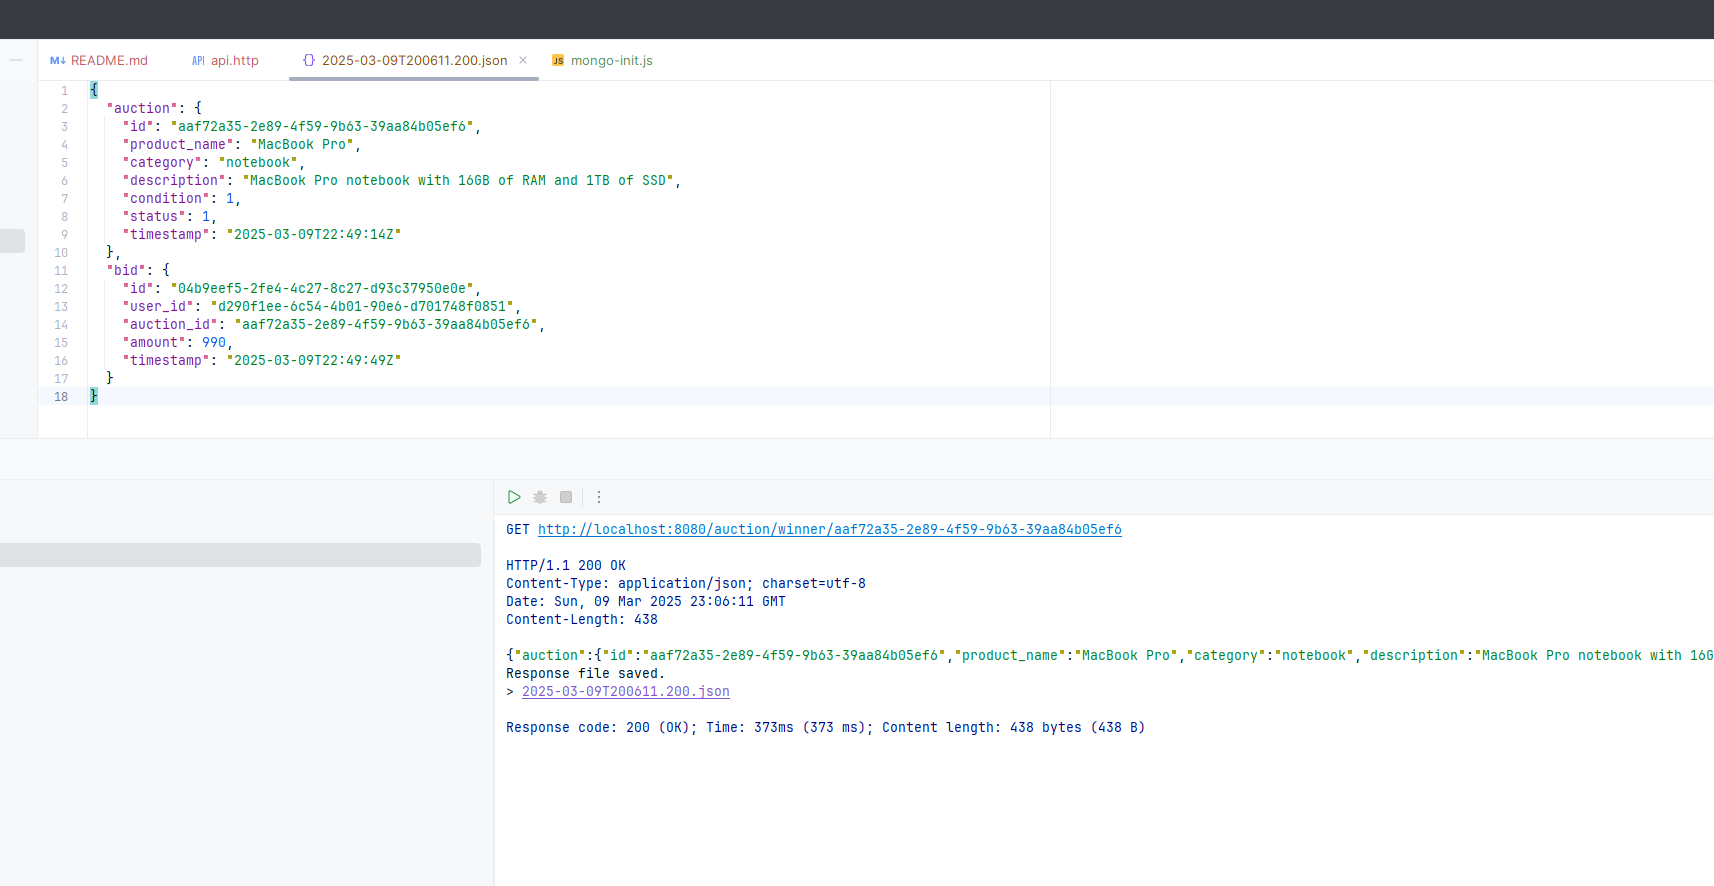 M↓ README.md API api.http {} 2025-03-09T200611.200.json × JS mongo-init.js
1 {
2 "auction": {
3 "id": "aaf72a35-2e89-4f59-9b63-39aa84b05ef6",
4 "product_name": "MacBook Pro",
5 "category": "notebook",
6 "description": "MacBook Pro notebook with 16GB of RAM and 1TB of SSD",
7 "condition": 1,
8 "status": 1,
9 "timestamp": "2025-03-09T22:49:14Z"
10 },
11 "bid": {
12 "id": "04b9eef5-2fe4-4c27-8c27-d93c37950e0e",
13 "user_id": "d290f1ee-6c54-4b01-90e6-d701748f0851",
14 "auction_id": "aaf72a35-2e89-4f59-9b63-39aa84b05ef6",
15 "amount": 990,
16 "timestamp": "2025-03-09T22:49:49Z"
17 }
18 }
GET http://localhost:8080/auction/winner/aaf72a35-2e89-4f59-9b63-39aa84b05ef6
HTTP/1.1 200 OK
Content-Type: application/json; charset=utf-8
Date: Sun, 09 Mar 2025 23:06:11 GMT
Content-Length: 438
{"auction":{"id":"aaf72a35-2e89-4f59-9b63-39aa84b05ef6","product_name":"MacBook Pro","category":"notebook","description":"MacBook Pro notebook with 16G
Response file saved.
> 2025-03-09T200611.200.json
Response code: 200 (OK); Time: 373ms (373 ms); Content length: 438 bytes (438 B)